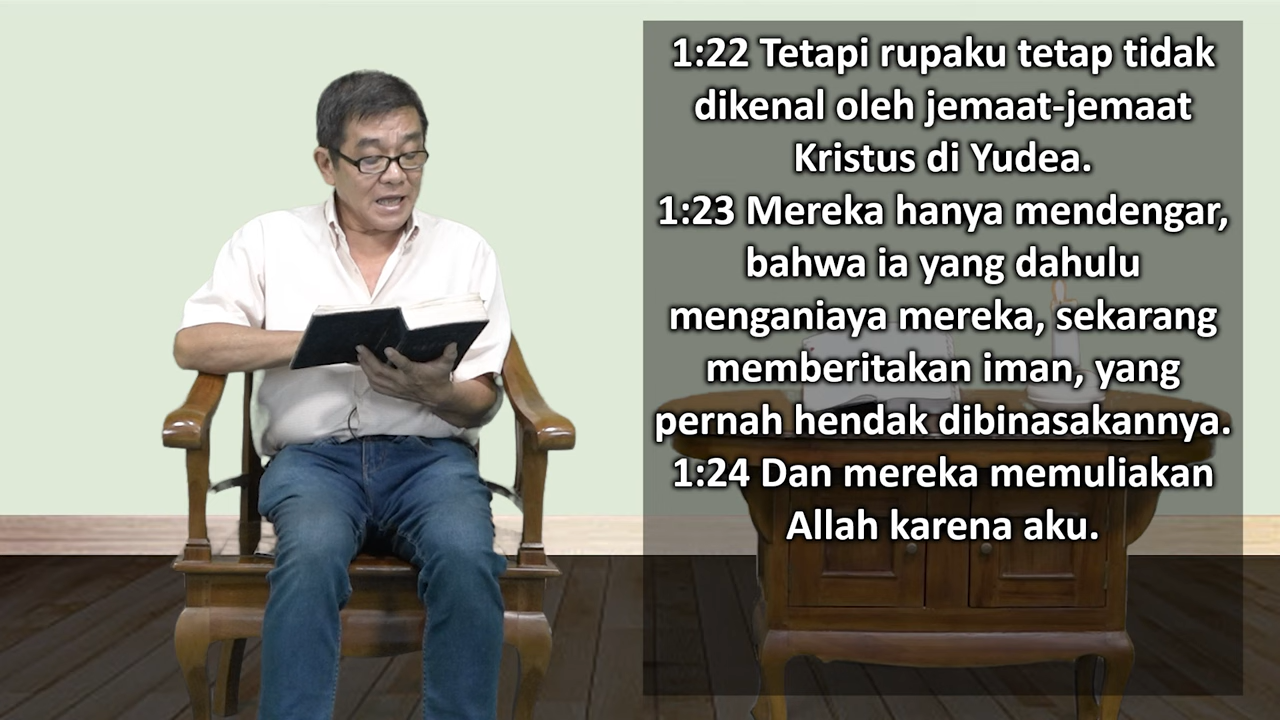 1:22 Tetapi rupaku tetap tidak
dikenal oleh jemaat-jemaat
Kristus di Yudea.
1:23 Mereka hanya mendengar,
bahwa ia yang dahulu
menganiaya mereka, sekarang
memberitakan iman, yang
pernah hendak dibinasakannya.
1:24 Dan mereka memuliakan
Allah karena aku.